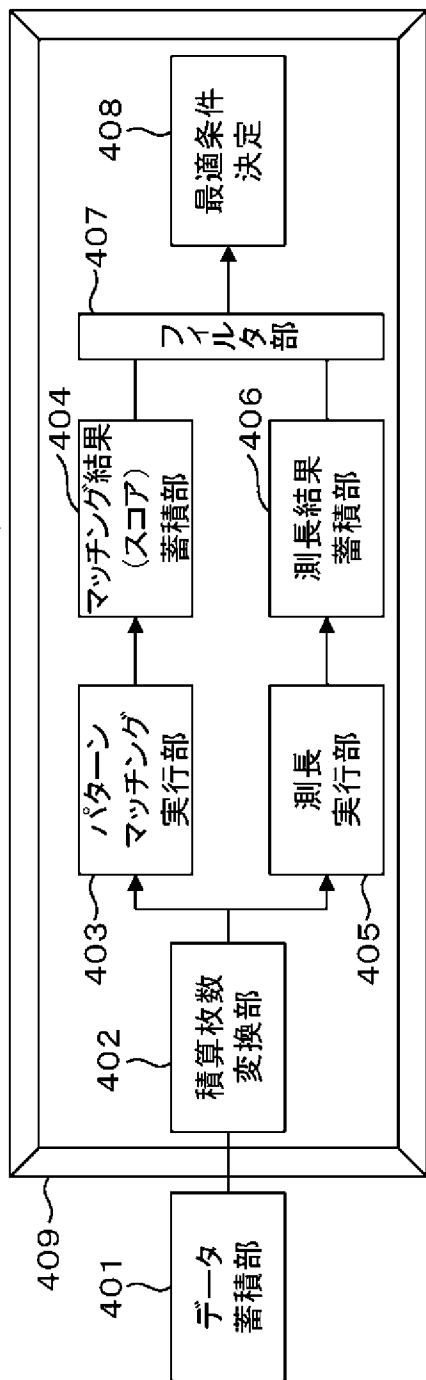 401
データ
蓄積部
409
402
積算枚数
変換部
403
パターン
マッチング
実行部
404
マッチング結果
(スコア)
蓄積部
405
測長
実行部
406
測長結果
蓄積部
407
フィルタ部
408
最適条件
決定